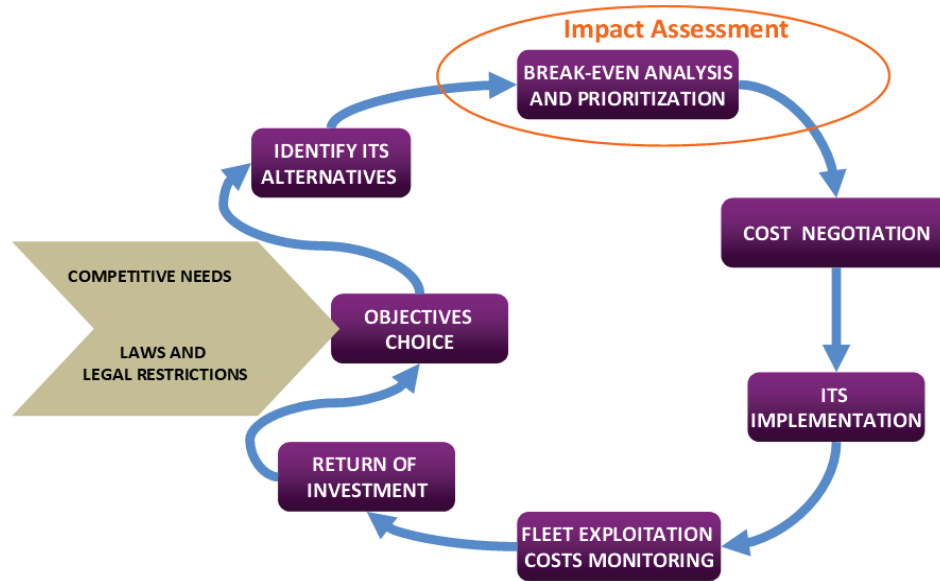 Impact Assessment
BREAK-EVEN ANALYSIS
AND PRIORITIZATION
IDENTIFY ITS
ALTERNATIVES
COST NEGOTIATION
COMPETITIVE NEEDS
LAWS AND
LEGAL RESTRICTIONS
OBJECTIVES
CHOICE
ITS
IMPLEMENTATION
RETURN OF
INVESTMENT
FLEET EXPLOITATION
COSTS MONITORING